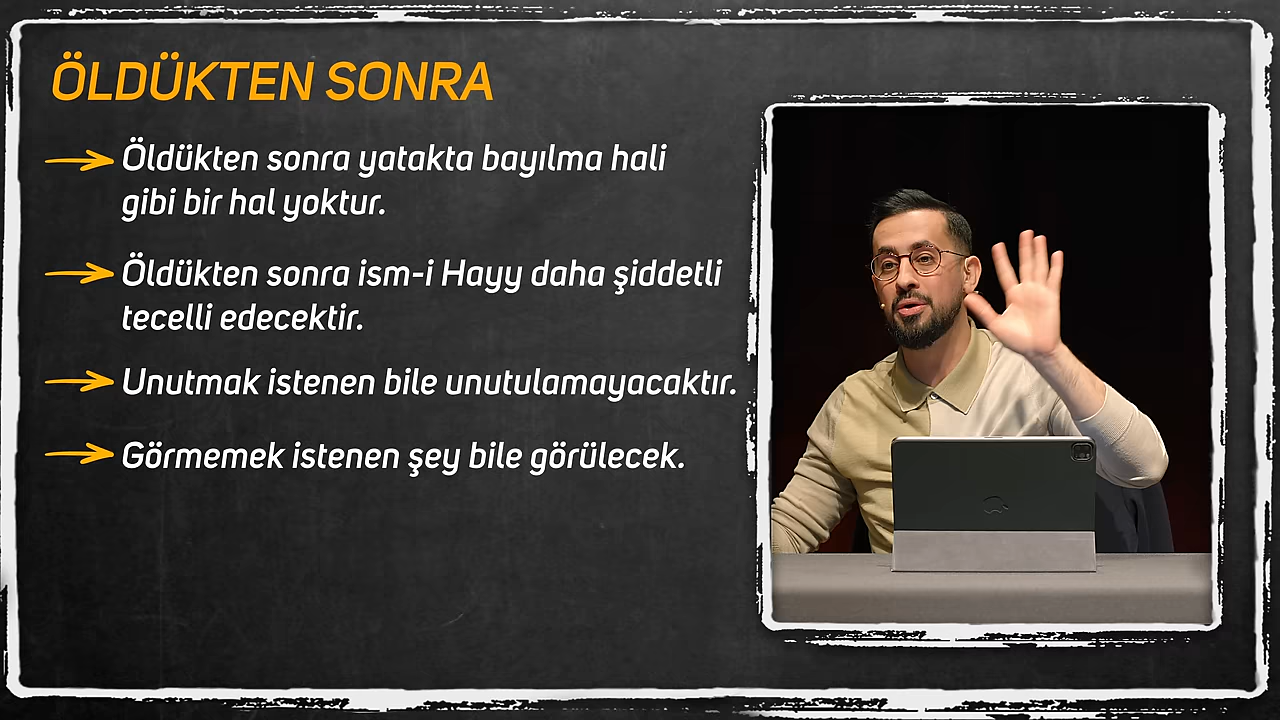 ÖLDÜKTEN SONRA
Öldükten sonra yatakta bayılma hali
gibi bir hal yoktur.
Öldükten sonra ism-i Hayy daha şiddetli
tecelli edecektir.
Unutmak istenen bile unutulamayacaktır.
Görmemek istenen şey bile görülecek.